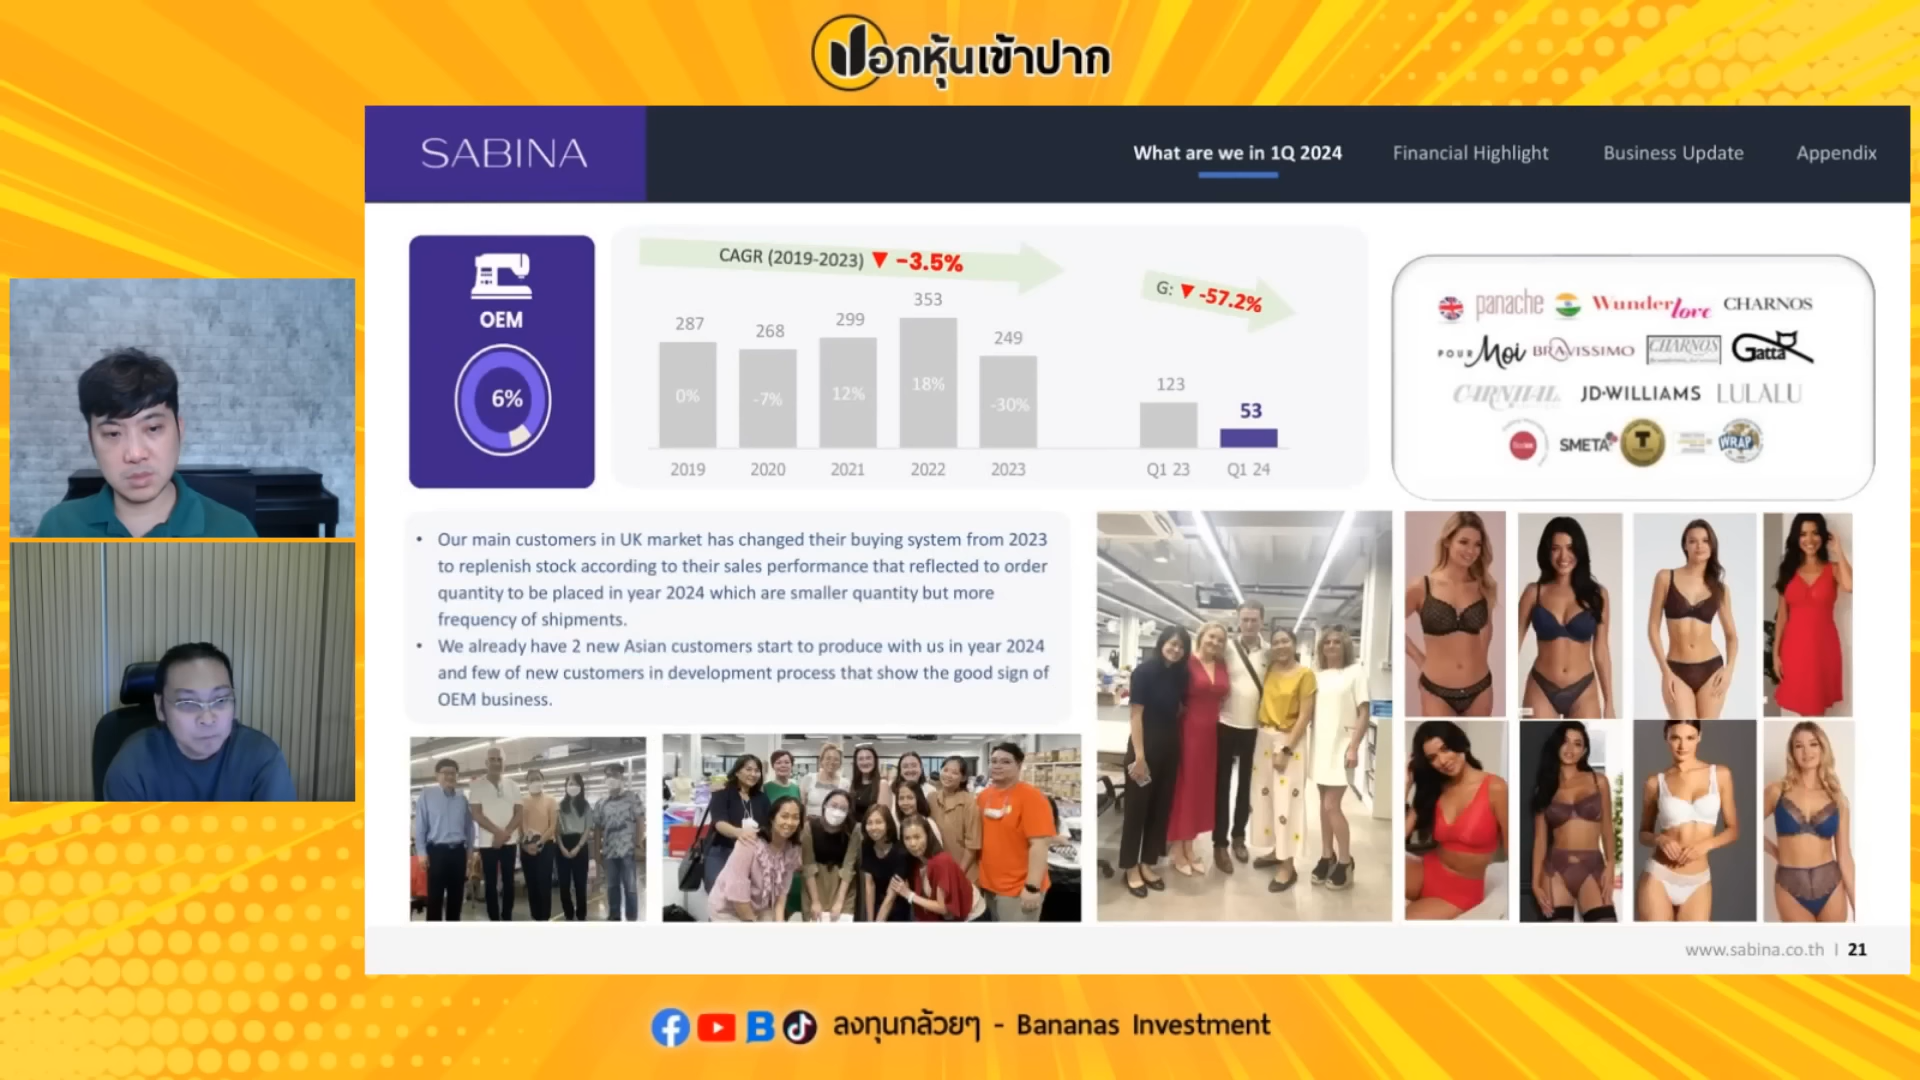 ปอกหุ้นเข้าปาก
SABINA
What are we in 1Q 2024
Financial Highlight
Business Update
Appendix
OEM
6%
CAGR (2019-2023) ▼ -3.5%
G: ▼ -57.2%
287
268
299
353
249
123
53
0%
-7%
12%
18%
-30%
2019
2020
2021
2022
2023
Q1 23
Q1 24
panache
Wunderlove
CHARNOS
POUR Moi
BRAVISSIMO
CHARNOS
Gatta
JD·WILLIAMS
LULALU
SMETA
T
WRAP
• Our main customers in UK market has changed their buying system from 2023
to replenish stock according to their sales performance that reflected to order
quantity to be placed in year 2024 which are smaller quantity but more
frequency of shipments.
• We already have 2 new Asian customers start to produce with us in year 2024
and few of new customers in development process that show the good sign of
OEM business.
www.sabina.co.th | 21
ลงทุนกล้วยๆ - Bananas Investment